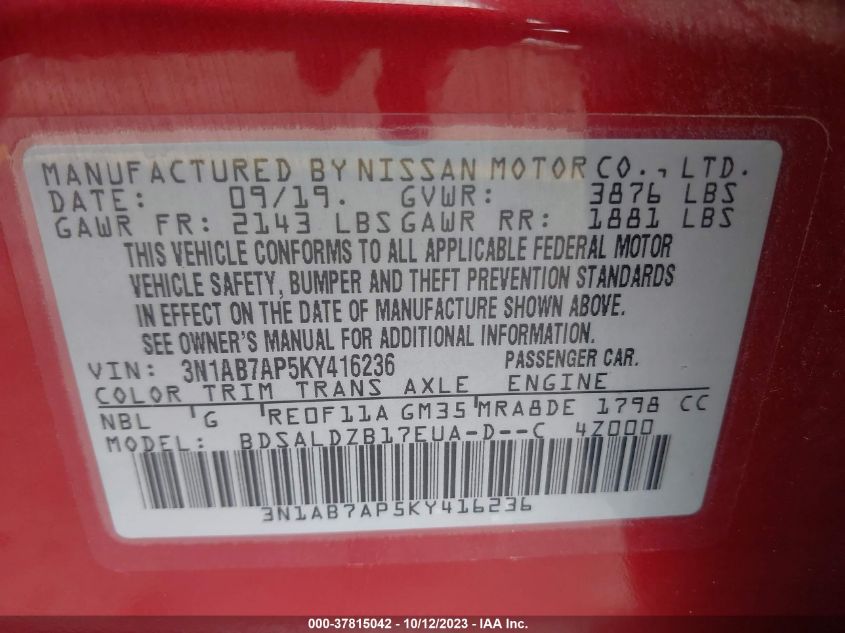 MANUFACTURED BY NISSAN MOTOR CO., LTD.
DATE: 09/19. GVWR: 3876 LBS
GAWR FR: 2143 LBS GAWR RR: 1881 LBS
THIS VEHICLE CONFORMS TO ALL APPLICABLE FEDERAL MOTOR
VEHICLE SAFETY, BUMPER AND THEFT PREVENTION STANDARDS
IN EFFECT ON THE DATE OF MANUFACTURE SHOWN ABOVE.
SEE OWNER'S MANUAL FOR ADDITIONAL INFORMATION.
VIN: 3N1AB7AP5KY416236 PASSENGER CAR.
COLOR TRIM TRANS AXLE ENGINE
NBL G RE0F11A GM35 MRA8DE 1798 CC
MODEL: BDSALDZB17EUA-D--C 4Z000
3N1AB7AP5KY416236
000-37815042 - 10/12/2023 - IAA Inc.